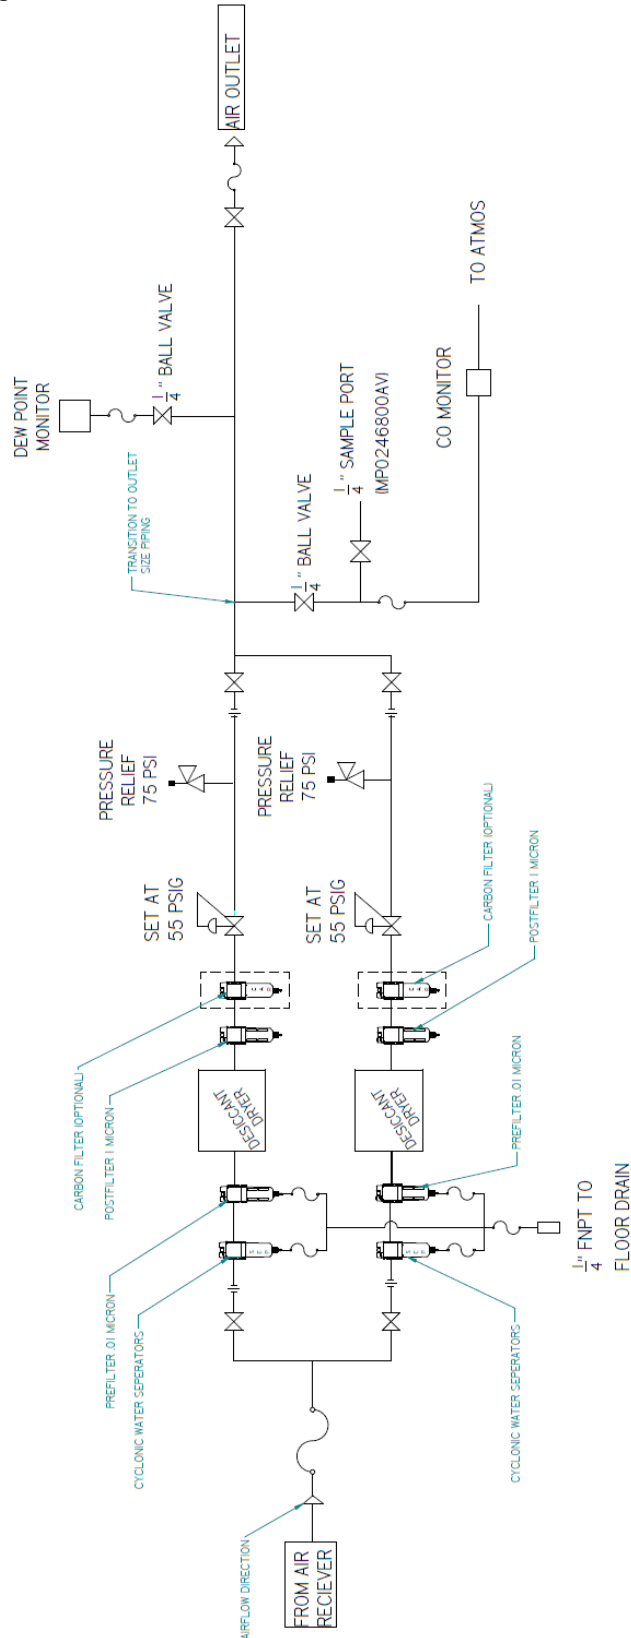 AIR OUTLET
TO ATMOS
1/4" BALL VALVE
DEW POINT
MONITOR
CO MONITOR
1/4" SAMPLE PORT
(MP0246800AV)
TRANSITION TO OUTLET
SIZE PIPING
1/4" BALL VALVE
PRESSURE
RELIEF
75 PSI
PRESSURE
RELIEF
75 PSI
SET AT
55 PSIG
SET AT
55 PSIG
CARBON FILTER (OPTIONAL)
POSTFILTER 1 MICRON
CARBON FILTER (OPTIONAL)
POSTFILTER 1 MICRON
DESICCANT
DRYER
DESICCANT
DRYER
PREFILTER .01 MICRON
PREFILTER .01 MICRON
CYCLONIC WATER SEPERATORS
CYCLONIC WATER SEPERATORS
1/4" FNPT TO
FLOOR DRAIN
AIRFLOW DIRECTION
FROM AIR
RECIEVER